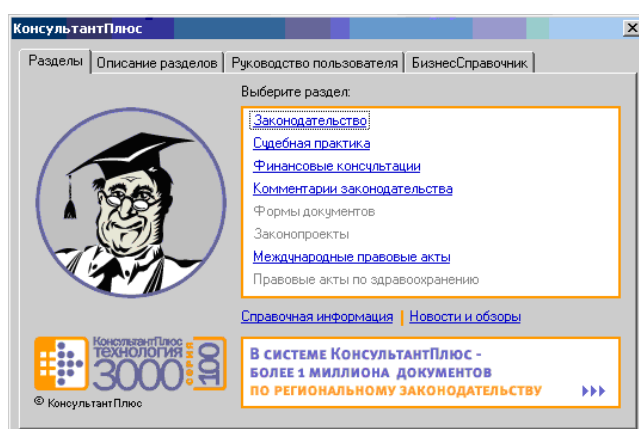 КонсультантПлюс
Разделы Описание разделов Руководство пользователя БизнесСправочник
Выберите раздел:
Законодательство
Судебная практика
Финансовые консультации
Комментарии законодательства
Формы документов
Законопроекты
Международные правовые акты
Правовые акты по здравоохранению
Справочная информация | Новости и обзоры
КонсультантПлюс
ТЕХНОЛОГИЯ
3000
серия
100
© КонсультантПлюс
В СИСТЕМЕ КОНСУЛЬТАНТПЛЮС -
БОЛЕЕ 1 МИЛЛИОНА ДОКУМЕНТОВ
ПО РЕГИОНАЛЬНОМУ ЗАКОНОДАТЕЛЬСТВУ